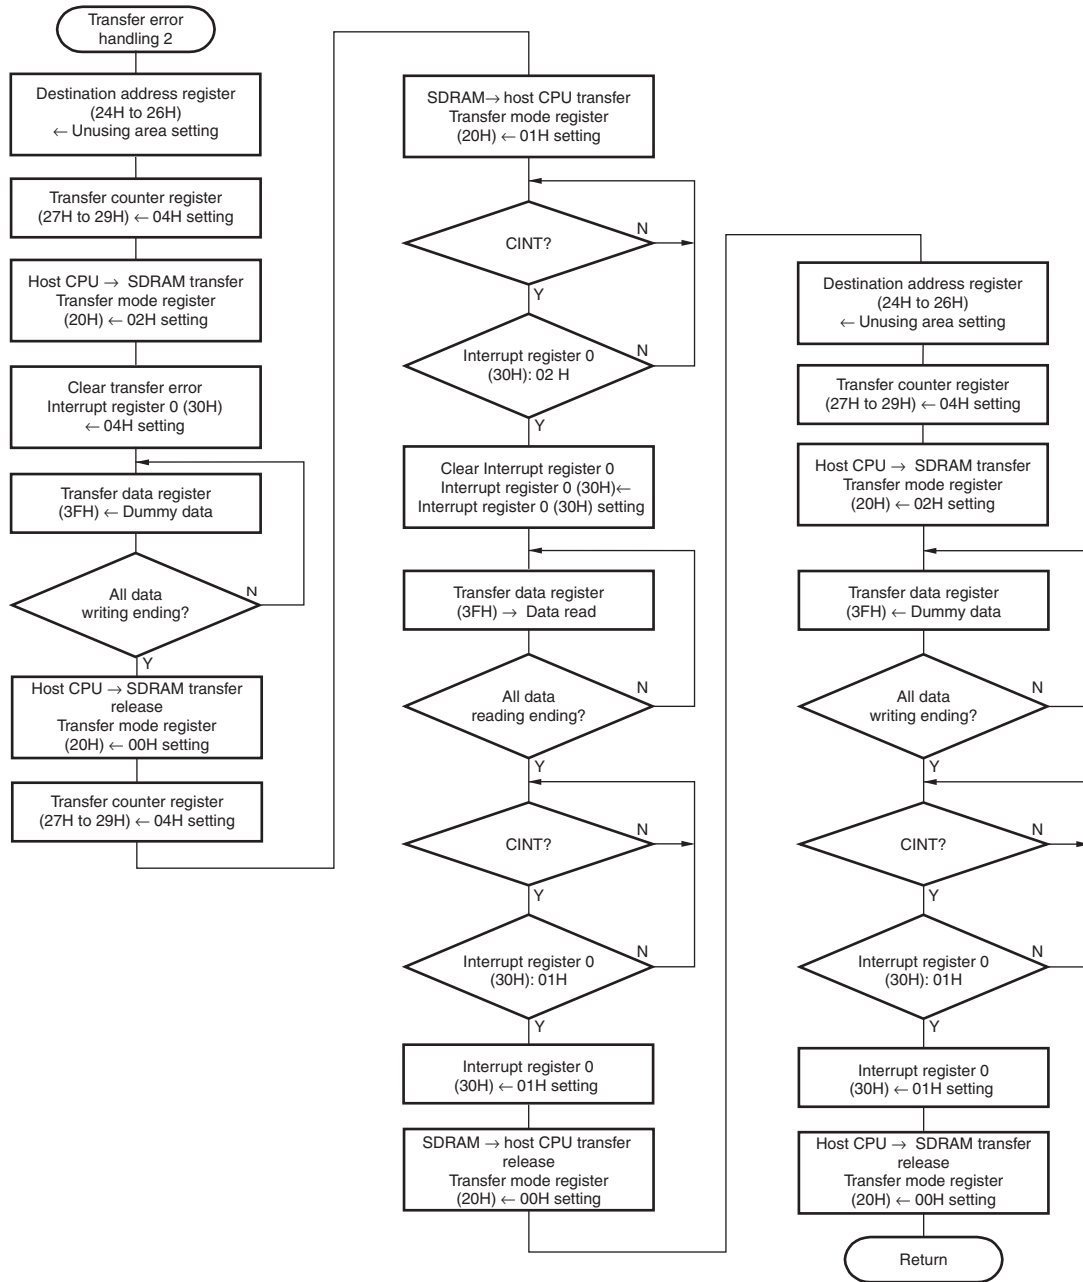 Transfer error
handling 2
Destination address register
(24H to 26H)
← Unusing area setting
Transfer counter register
(27H to 29H) ← 04H setting
Host CPU → SDRAM transfer
Transfer mode register
(20H) ← 02H setting
Clear transfer error
Interrupt register 0 (30H)
← 04H setting
Transfer data register
(3FH) ← Dummy data
All data
writing ending?
N
Y
Host CPU → SDRAM transfer
release
Transfer mode register
(20H) ← 00H setting
Transfer counter register
(27H to 29H) ← 04H setting
SDRAM → host CPU transfer
Transfer mode register
(20H) ← 01H setting
CINT?
N
Y
Interrupt register 0
(30H): 02 H
N
Y
Clear Interrupt register 0
Interrupt register 0 (30H)←
Interrupt register 0 (30H) setting
Transfer data register
(3FH) → Data read
All data
reading ending?
N
Y
CINT?
N
Y
Interrupt register 0
(30H): 01H
N
Y
Interrupt register 0
(30H) ← 01H setting
SDRAM → host CPU transfer
release
Transfer mode register
(20H) ← 00H setting
Destination address register
(24H to 26H)
← Unusing area setting
Transfer counter register
(27H to 29H) ← 04H setting
Host CPU → SDRAM transfer
Transfer mode register
(20H) ← 02H setting
Transfer data register
(3FH) ← Dummy data
All data
writing ending?
N
Y
CINT?
N
Y
Interrupt register 0
(30H): 01H
N
Y
Interrupt register 0
(30H) ← 01H setting
Host CPU → SDRAM transfer
release
Transfer mode register
(20H) ← 00H setting
Return